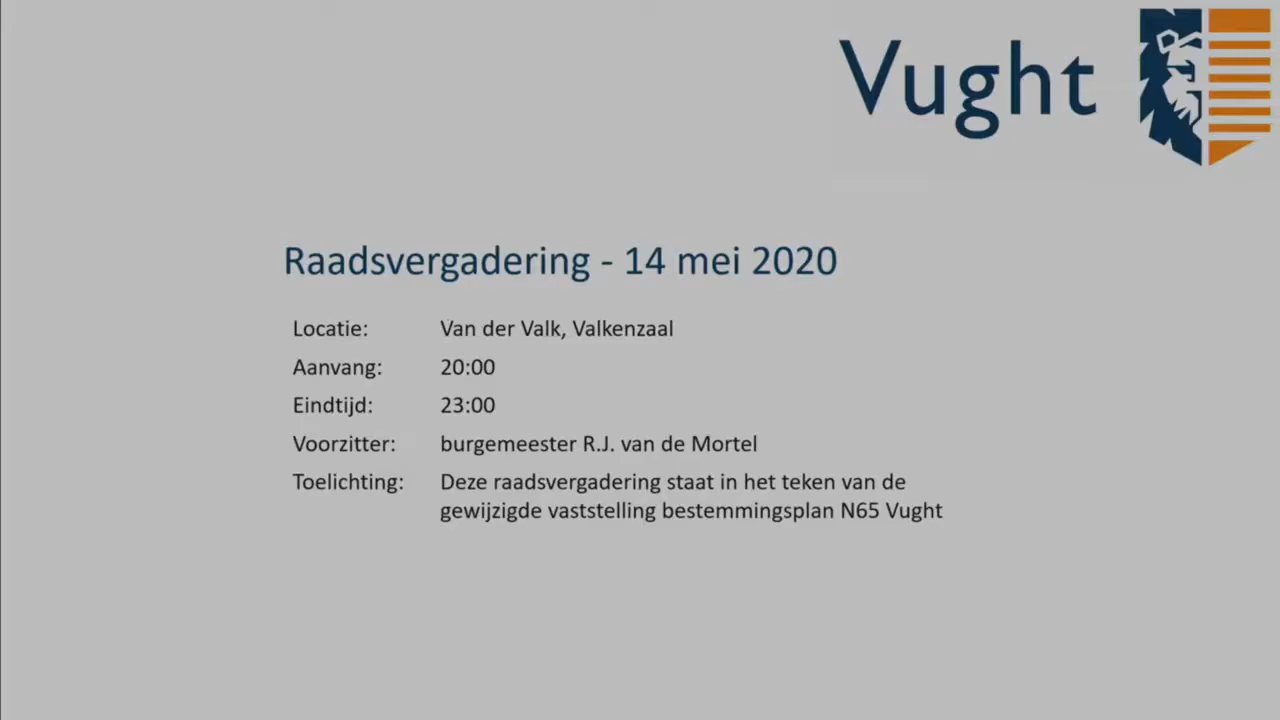 Vught
Raadsvergadering - 14 mei 2020
Locatie: Van der Valk, Valkenzaal
Aanvang: 20:00
Eindtijd: 23:00
Voorzitter: burgemeester R.J. van de Mortel
Toelichting: Deze raadsvergadering staat in het teken van de
gewijzigde vaststelling bestemmingsplan N65 Vught